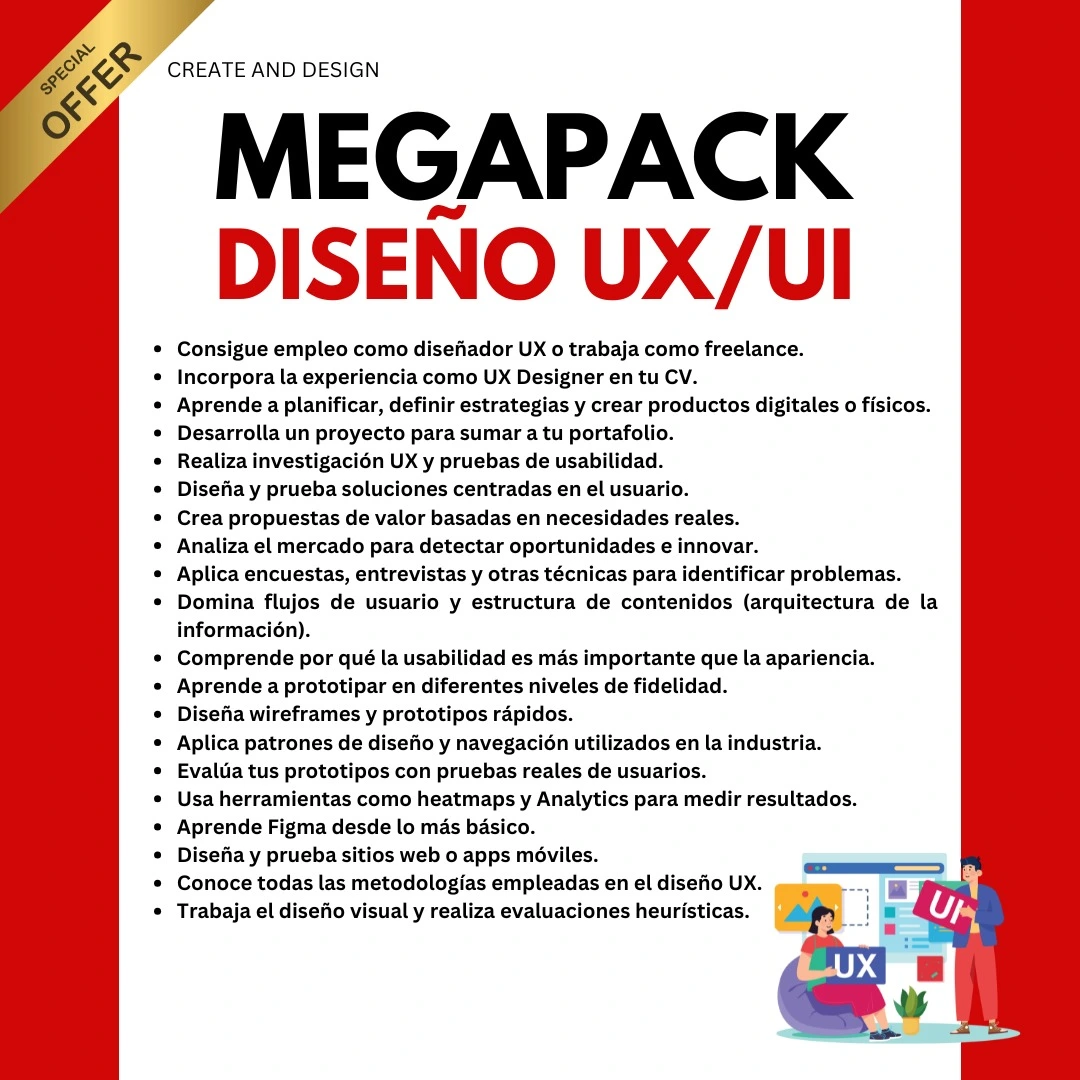 SPECIAL
OFFER
CREATE AND DESIGN
MEGAPACK
DISEÑO UX/UI
• Consigue empleo como diseñador UX o trabaja como freelance.
• Incorpora la experiencia como UX Designer en tu CV.
• Aprende a planificar, definir estrategias y crear productos digitales o físicos.
• Desarrolla un proyecto para sumar a tu portafolio.
• Realiza investigación UX y pruebas de usabilidad.
• Diseña y prueba soluciones centradas en el usuario.
• Crea propuestas de valor basadas en necesidades reales.
• Analiza el mercado para detectar oportunidades e innovar.
• Aplica encuestas, entrevistas y otras técnicas para identificar problemas.
• Domina flujos de usuario y estructura de contenidos (arquitectura de la
información).
• Comprende por qué la usabilidad es más importante que la apariencia.
• Aprende a prototipar en diferentes niveles de fidelidad.
• Diseña wireframes y prototipos rápidos.
• Aplica patrones de diseño y navegación utilizados en la industria.
• Evalúa tus prototipos con pruebas reales de usuarios.
• Usa herramientas como heatmaps y Analytics para medir resultados.
• Aprende Figma desde lo más básico.
• Diseña y prueba sitios web o apps móviles.
• Conoce todas las metodologías empleadas en el diseño UX.
• Trabaja el diseño visual y realiza evaluaciones heurísticas.
UI
UX